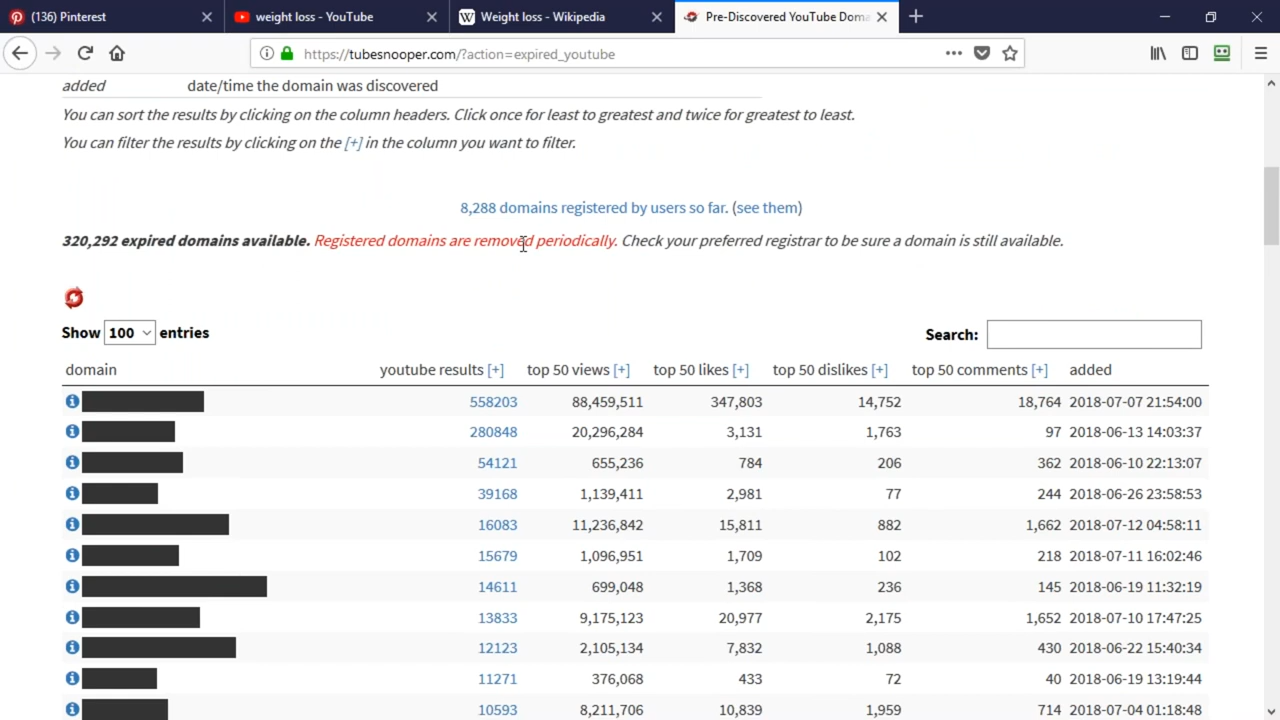 (136) Pinterest
weight loss - YouTube
Weight loss - Wikipedia
Pre-Discovered YouTube Doma
https://tubesnooper.com/?action=expired_youtube
added date/time the domain was discovered
You can sort the results by clicking on the column headers. Click once for least to greatest and twice for greatest to least.
You can filter the results by clicking on the [+] in the column you want to filter.
8,288 domains registered by users so far. (see them)
320,292 expired domains available. Registered domains are removed periodically. Check your preferred registrar to be sure a domain is still available.
Show 100 entries
Search:
domain youtube results [+] top 50 views [+] top 50 likes [+] top 50 dislikes [+] top 50 comments [+] added
558203 88,459,511 347,803 14,752 18,764 2018-07-07 21:54:00
280848 20,296,284 3,131 1,763 97 2018-06-13 14:03:37
54121 655,236 784 206 362 2018-06-10 22:13:07
39168 1,139,411 2,981 77 244 2018-06-26 23:58:53
16083 11,236,842 15,811 882 1,662 2018-07-12 04:58:11
15679 1,096,951 1,709 102 218 2018-07-11 16:02:46
14611 699,048 1,368 236 145 2018-06-19 11:32:19
13833 9,175,123 20,977 2,175 1,652 2018-07-10 17:47:25
12123 2,105,134 7,832 1,088 430 2018-06-22 15:40:34
11271 376,068 433 72 40 2018-06-19 13:19:44
10593 8,211,706 10,839 1,959 714 2018-07-04 01:18:48